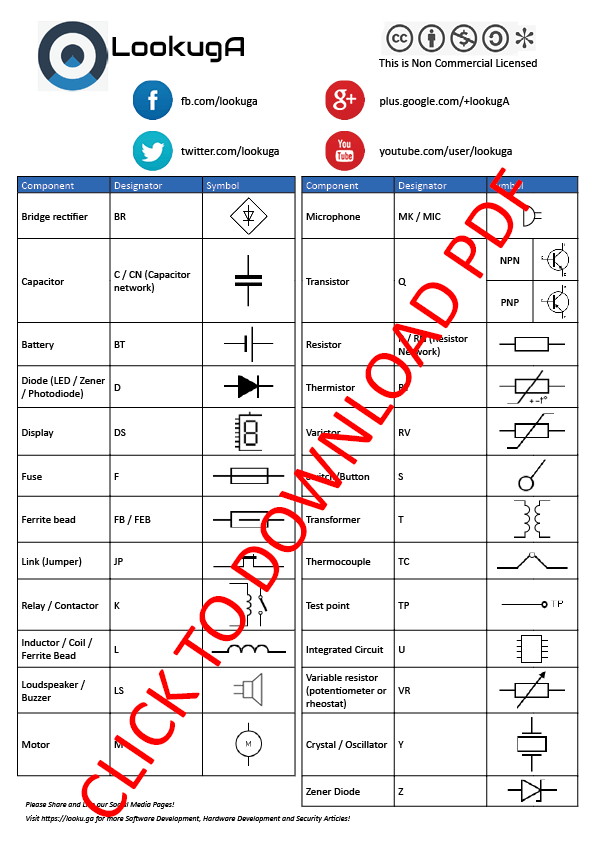 LookugA
This is Non Commercial Licensed
fb.com/lookuga
plus.google.com/+lookugA
You
Tube
twitter.com/lookuga
youtube.com/user/lookuga
Component Designator Symbol
Bridge rectifier BR
Capacitor
C / CN (Capacitor
network)
Battery BT
Diode (LED / Zener
/ Photodiode)
D
Display DS
Fuse F
Ferrite bead FB / FEB
Link (Jumper) JP
Relay / Contactor K
Inductor / Coil /
Ferrite Bead
L
Loudspeaker /
Buzzer
LS
Motor M
M
Component Designator Symbol
Microphone MK / MIC
Transistor Q
NPN
PNP
Resistor
(Resistor
Network)
Thermistor
+ -t°
Varistor RV
Switch/Button S
Transformer T
Thermocouple TC
Test point TP
TP
Integrated Circuit U
Variable resistor
(potentiometer or
rheostat)
VR
Crystal / Oscillator Y
Zener Diode Z
CLICK TO DOWNLOAD PDF
Please Share and Like our Social Media Pages!
Visit https://looku.ga for more Software Development, Hardware Development and Security Articles!